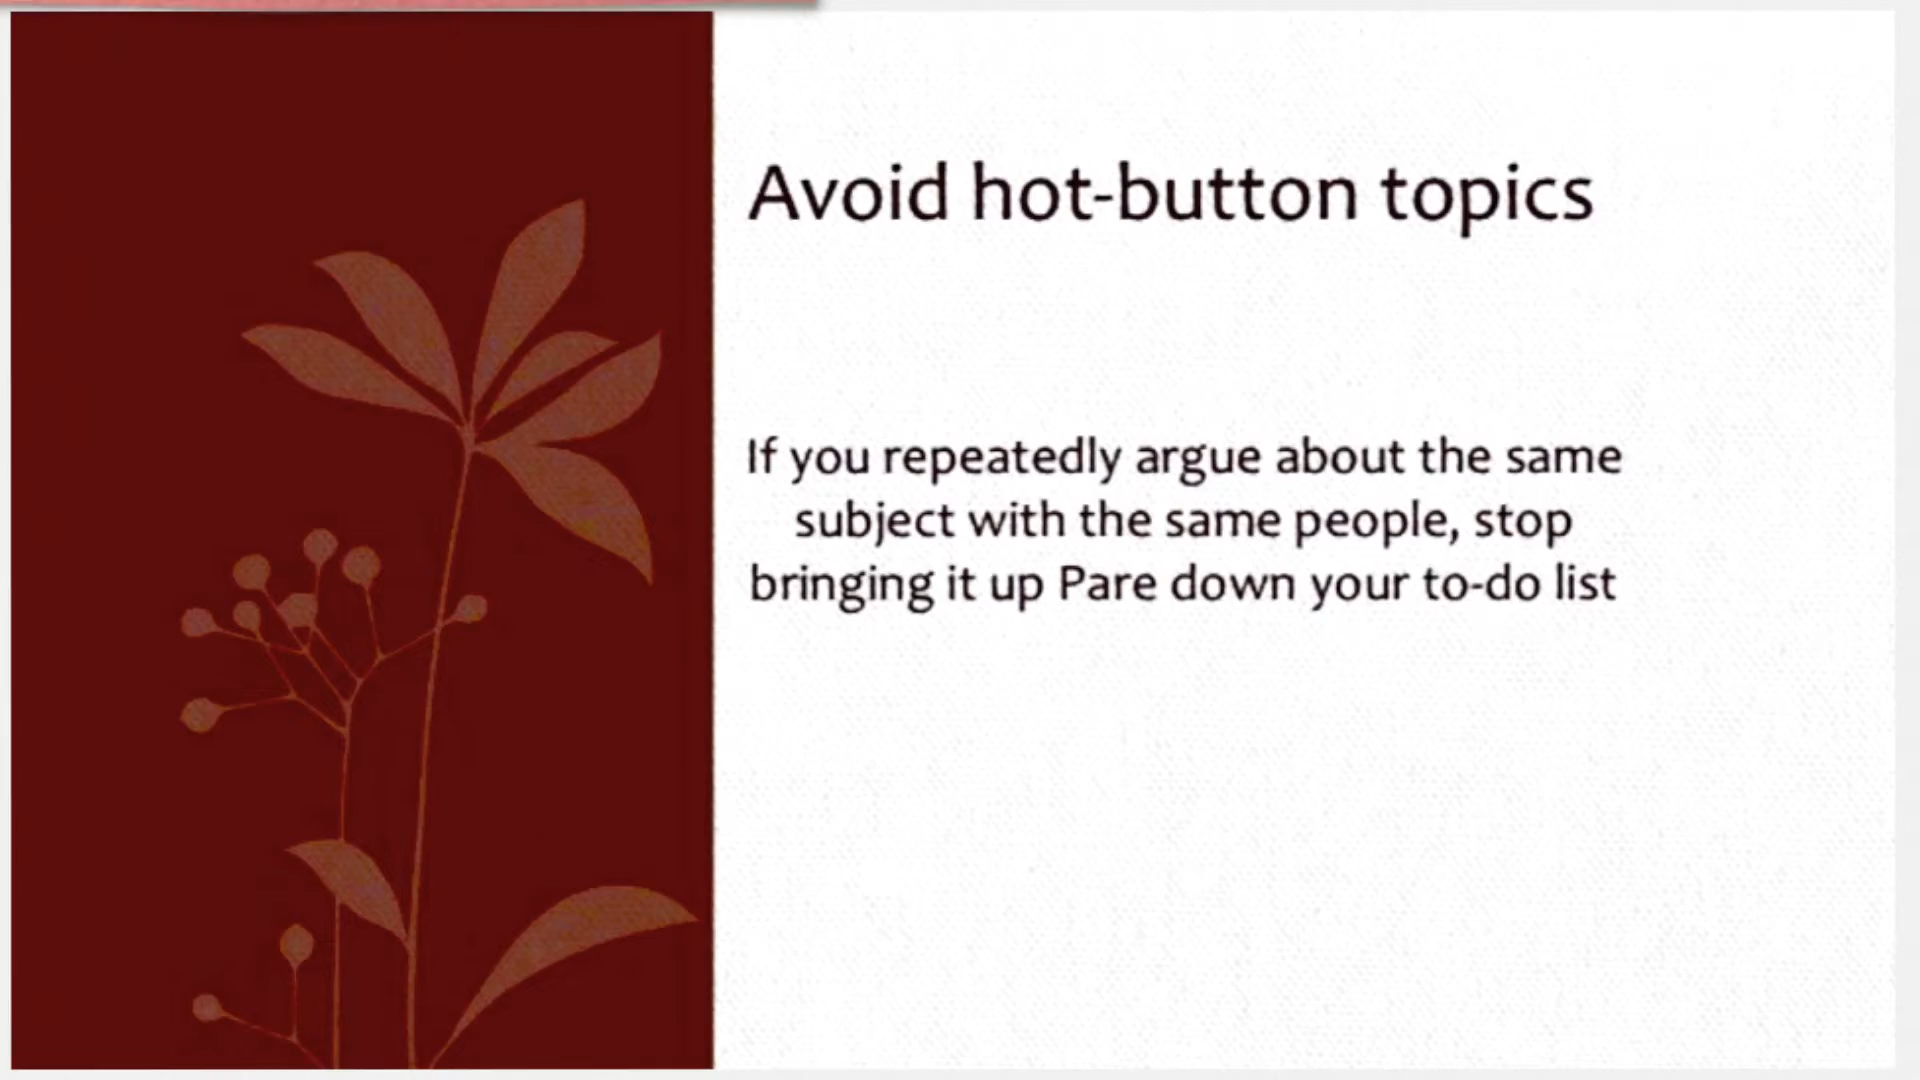 Avoid hot-button topics
If you repeatedly argue about the same
subject with the same people, stop
bringing it up Pare down your to-do list